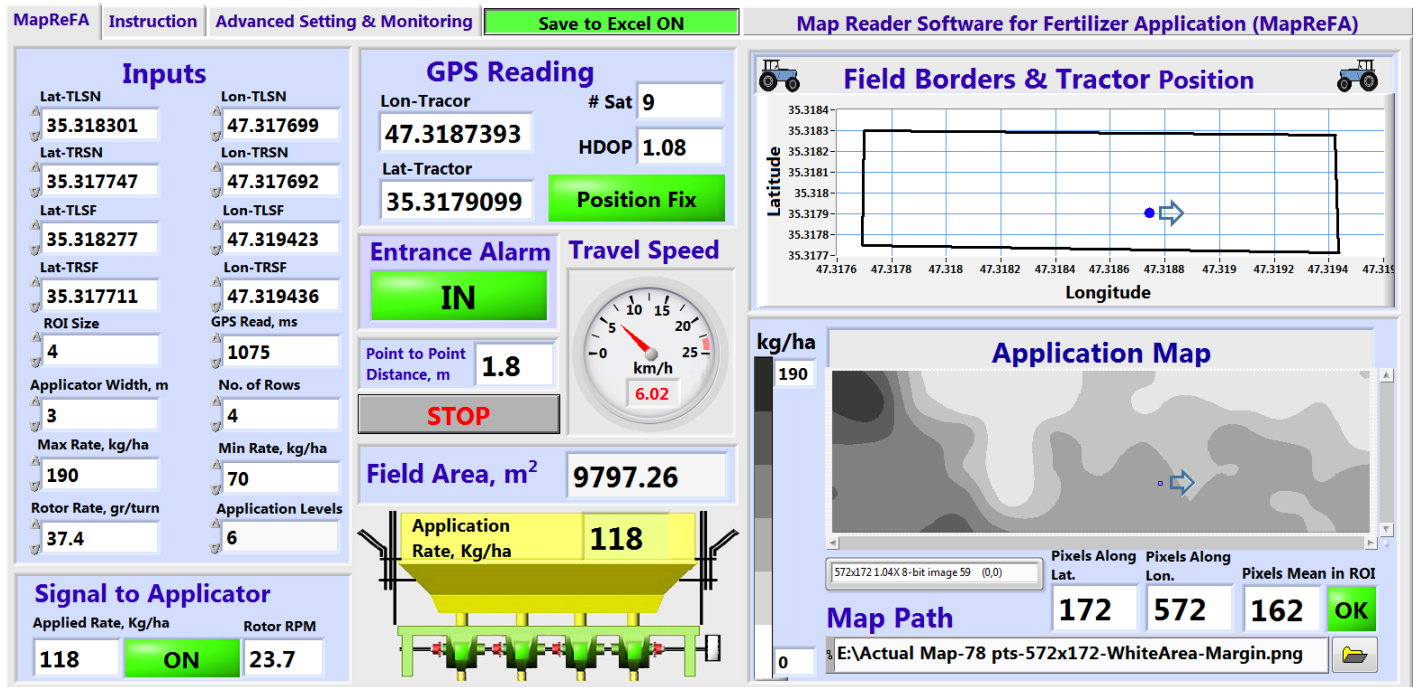 MapReFA
Instruction
Advanced Setting & Monitoring
Save to Excel ON
Map Reader Software for Fertilizer Application (MapReFA)
Inputs
Lat-TLSN
Lon-TLSN
35.318301
47.317699
Lat-TRSN
Lon-TRSN
35.317747
47.317692
Lat-TLSF
Lon-TLSF
35.318277
47.319423
Lat-TRSF
Lon-TRSF
35.317711
47.319436
ROI Size
GPS Read, ms
4
1075
Applicator Width, m
No. of Rows
3
4
Max Rate, kg/ha
Min Rate, kg/ha
190
70
Rotor Rate, gr/turn
Application Levels
37.4
6
Signal to Applicator
Applied Rate, Kg/ha
Rotor RPM
118
ON
23.7
GPS Reading
Lon-Tracor
# Sat
9
47.3187393
HDOP
1.08
Lat-Tractor
35.3179099
Position Fix
Entrance Alarm
IN
Travel Speed
0
5
10
15
20
25
km/h
6.02
Point to Point
Distance, m
1.8
STOP
Field Area, m²
9797.26
Application
Rate, Kg/ha
118
Field Borders & Tractor Position
Latitude
35.3184
35.3183
35.3182
35.3181
35.318
35.3179
35.3178
35.3177
47.3176
47.3178
47.318
47.3182
47.3184
47.3186
47.3188
47.319
47.3192
47.3194
47.319
Longitude
kg/ha
190
0
Application Map
572x172 1.04X 8-bit image 59 (0,0)
Pixels Along
Lat.
172
Pixels Along
Lon.
572
Pixels Mean in ROI
162
OK
Map Path
E:\Actual Map-78 pts-572x172-WhiteArea-Margin.png